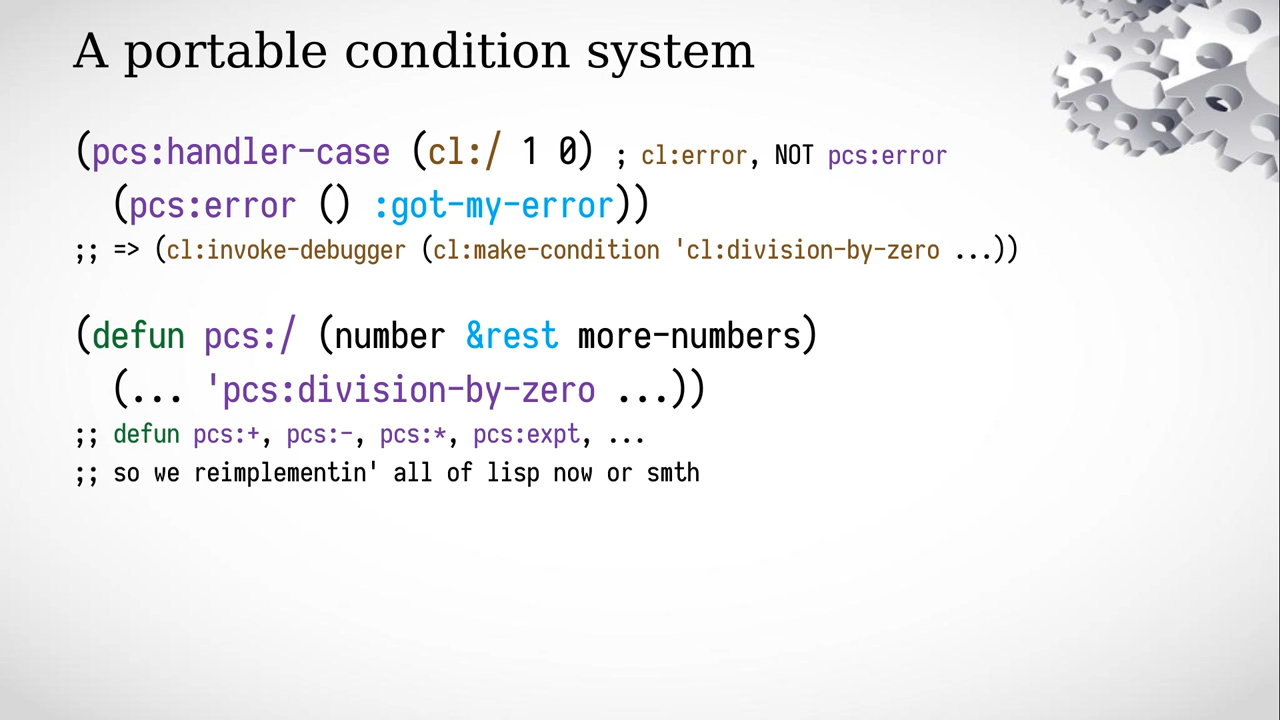 A portable condition system
(pcs:handler-case (cl:/ 1 0) ; cl:error, NOT pcs:error
(pcs:error () :got-my-error))
;; => (cl:invoke-debugger (cl:make-condition 'cl:division-by-zero ...))
(defun pcs:/ (number &rest more-numbers)
(... 'pcs:division-by-zero ...))
;; defun pcs:+, pcs:-, pcs:*, pcs:expt, ...
;; so we reimplementin' all of lisp now or smth